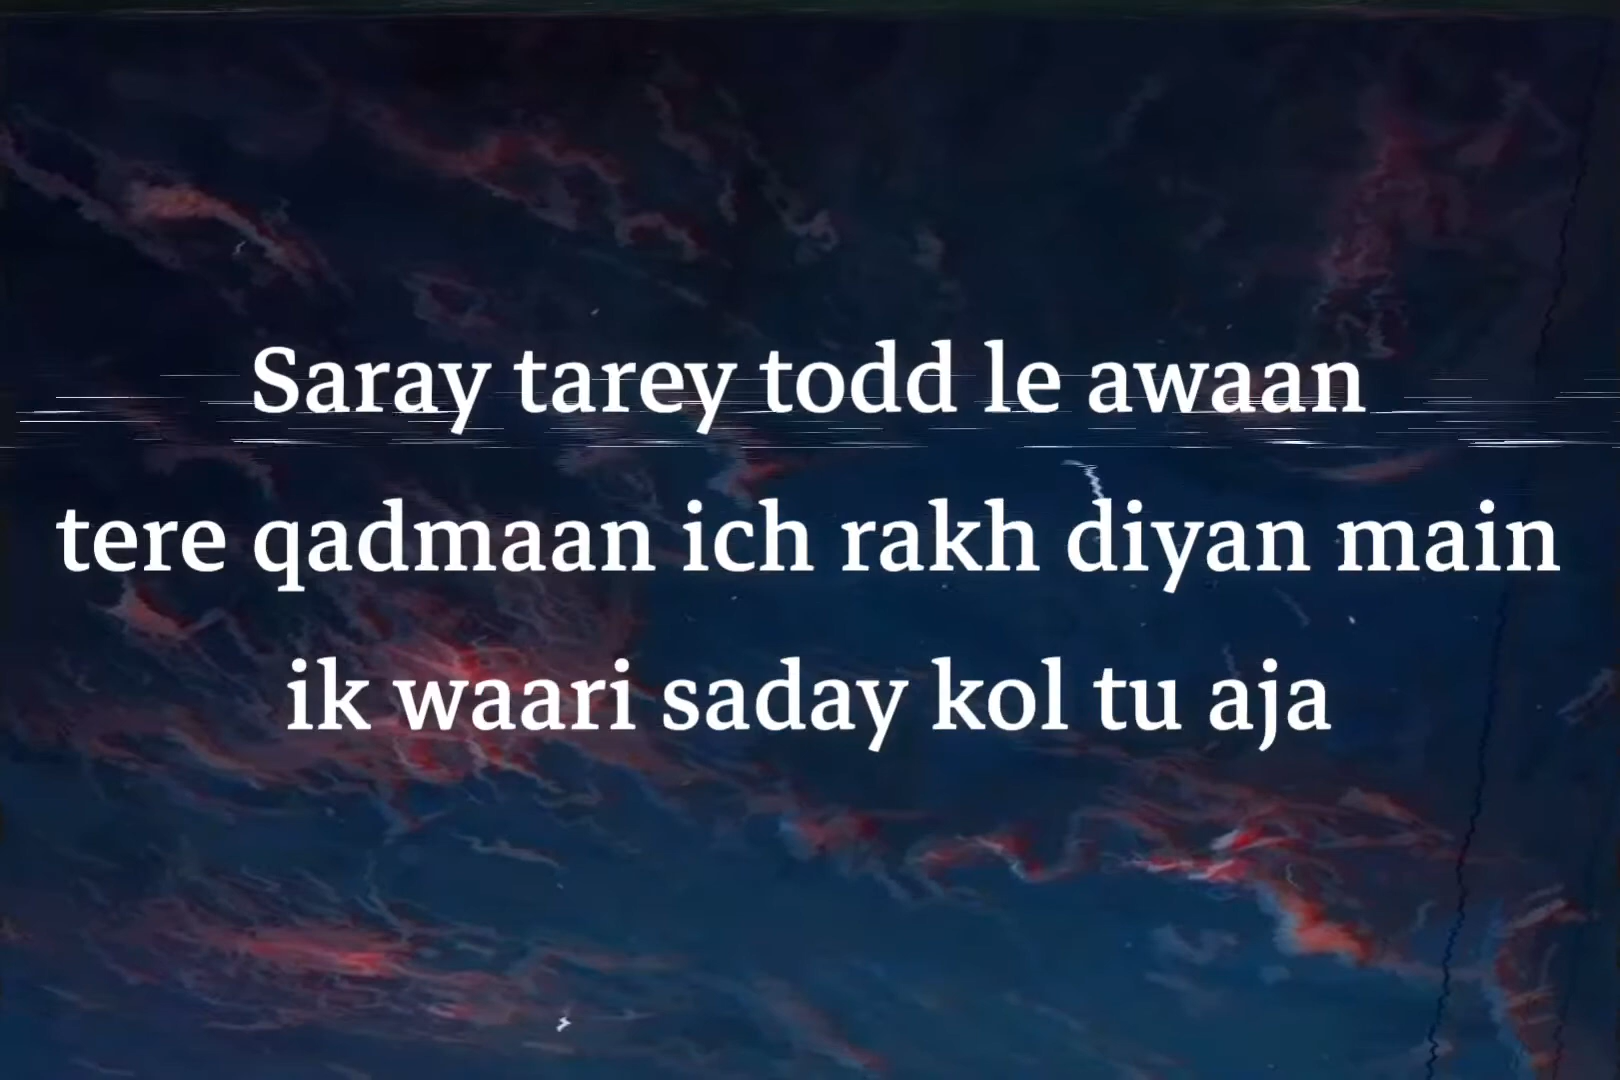 Saray tarey todd le awaan
tere qadmaan ich rakh diyan main
ik waari saday kol tu aja